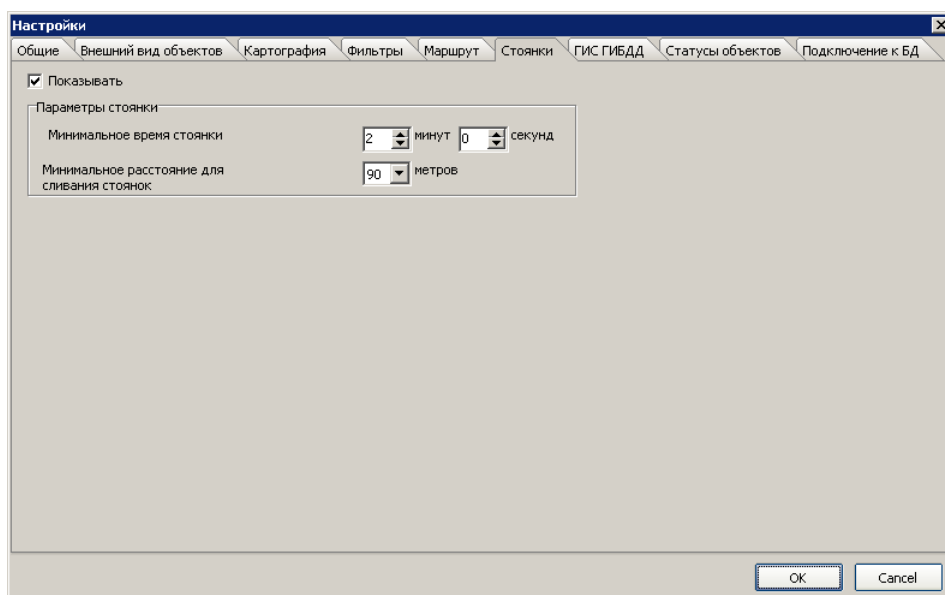 Настройки
Общие Внешний вид объектов Картография Фильтры Маршрут Стоянки ГИС ГИБДД Статусы объектов Подключение к БД
Показывать
Параметры стоянки
Минимальное время стоянки 2 минут 0 секунд
Минимальное расстояние для
сливания стоянок 90 метров
OK Cancel